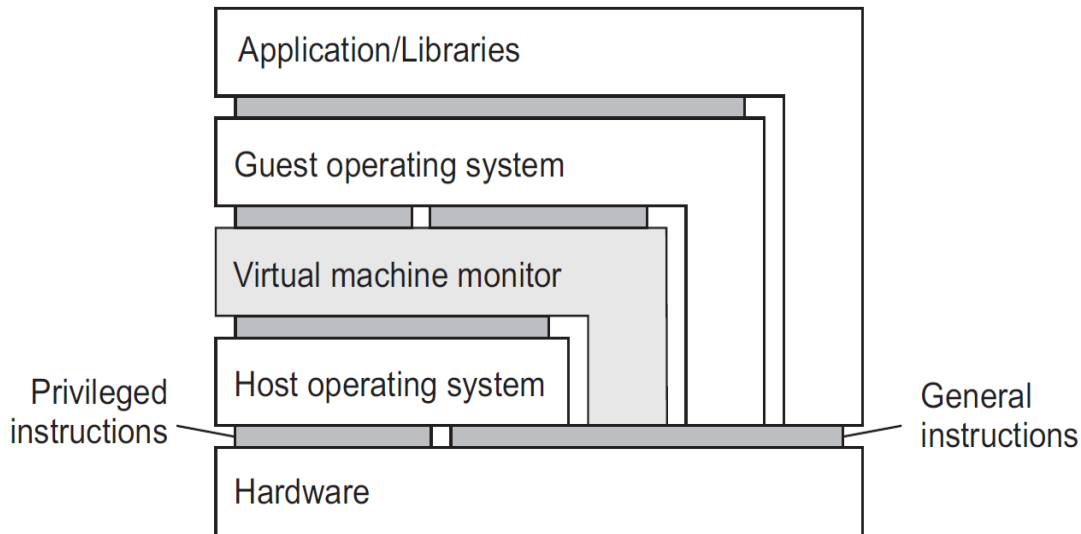 Application/Libraries
Guest operating system
Virtual machine monitor
Host operating system
Privileged
instructions
General
instructions
Hardware